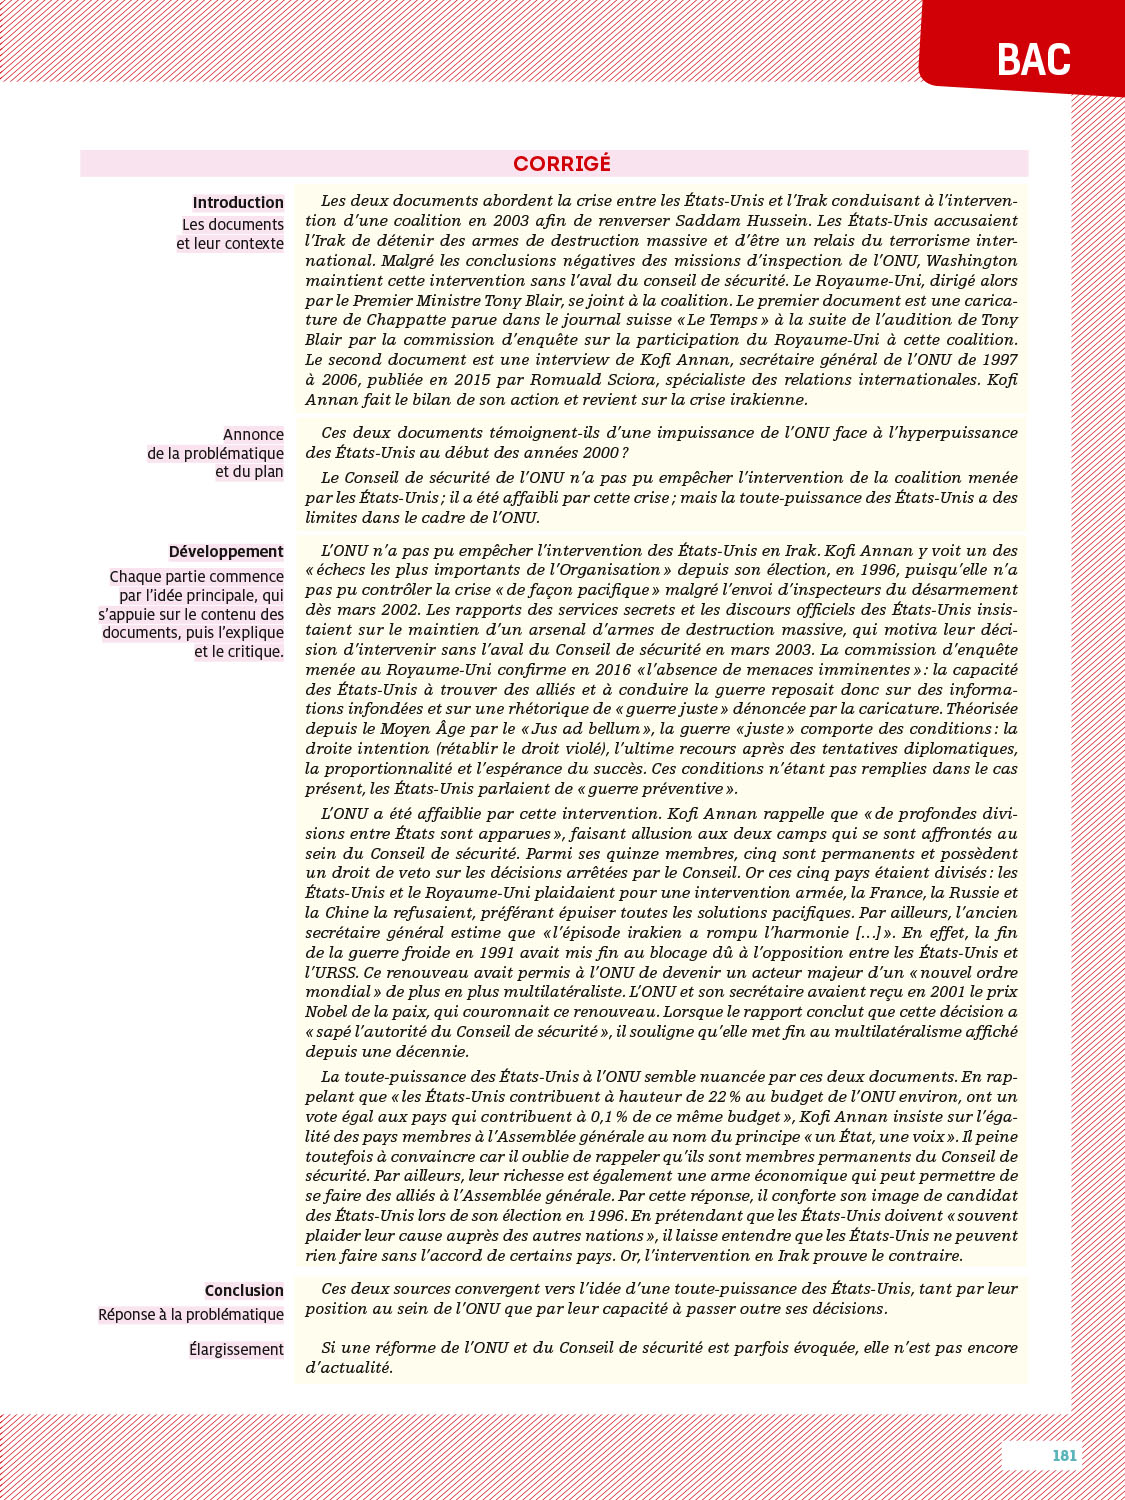 BAC
CORRIGÉ
Introduction
Les documents
et leur contexte
Les deux documents abordent la crise entre les États-Unis et l'Irak conduisant à l'interven-
tion d'une coalition en 2003 afin de renverser Saddam Hussein. Les États-Unis accusaient
l'Irak de détenir des armes de destruction massive et d'être un relais du terrorisme inter-
national. Malgré les conclusions négatives des missions d'inspection de l'ONU, Washington
maintient cette intervention sans l'aval du conseil de sécurité. Le Royaume-Uni, dirigé alors
par le Premier Ministre Tony Blair, se joint à la coalition. Le premier document est une carica-
ture de Chappatte parue dans le journal suisse « Le Temps » à la suite de l'audition de Tony
Blair par la commission d'enquête sur la participation du Royaume-Uni à cette coalition.
Le second document est une interview de Kofi Annan, secrétaire général de l'ONU de 1997
à 2006, publiée en 2015 par Romuald Sciora, spécialiste des relations internationales. Kofi
Annan fait le bilan de son action et revient sur la crise irakienne.
Annonce
de la problématique
et du plan
Ces deux documents témoignent-ils d'une impuissance de l'ONU face à l'hyperpuissance
des États-Unis au début des années 2000 ?
Le Conseil de sécurité de l'ONU n'a pas pu empêcher l'intervention de la coalition menée
par les États-Unis ; il a été affaibli par cette crise ; mais la toute-puissance des États-Unis a des
limites dans le cadre de l'ONU.
Développement
Chaque partie commence
par l'idée principale, qui
s'appuie sur le contenu des
documents, puis l'explique
et le critique.
L'ONU n'a pas pu empêcher l'intervention des États-Unis en Irak. Kofi Annan y voit un des
« échecs les plus importants de l'Organisation » depuis son élection, en 1996, puisqu'elle n'a
pas pu contrôler la crise « de façon pacifique » malgré l'envoi d'inspecteurs du désarmement
dès mars 2002. Les rapports des services secrets et les discours officiels des États-Unis insis-
taient sur le maintien d'un arsenal d'armes de destruction massive, qui motiva leur déci-
sion d'intervenir sans l'aval du Conseil de sécurité en mars 2003. La commission d'enquête
menée au Royaume-Uni confirme en 2016 « l'absence de menaces imminentes » : la capacité
des États-Unis à trouver des alliés et à conduire la guerre reposait donc sur des informa-
tions infondées et sur une rhétorique de « guerre juste » dénoncée par la caricature. Théorisée
depuis le Moyen Âge par le « Jus ad bellum », la guerre « juste » comporte des conditions : la
droite intention (rétablir le droit violé), l'ultime recours après des tentatives diplomatiques,
la proportionnalité et l'espérance du succès. Ces conditions n'étant pas remplies dans le cas
présent, les États-Unis parlaient de « guerre préventive ».
L'ONU a été affaiblie par cette intervention. Kofi Annan rappelle que « de profondes divi-
sions entre États sont apparues », faisant allusion aux deux camps qui se sont affrontés au
sein du Conseil de sécurité. Parmi ses quinze membres, cinq sont permanents et possèdent
un droit de veto sur les décisions arrêtées par le Conseil. Or ces cinq pays étaient divisés : les
États-Unis et le Royaume-Uni plaidaient pour une intervention armée, la France, la Russie et
la Chine la refusaient, préférant épuiser toutes les solutions pacifiques. Par ailleurs, l'ancien
secrétaire général estime que « l'épisode irakien a rompu l'harmonie [...] ». En effet, la fin
de la guerre froide en 1991 avait mis fin au blocage dû à l'opposition entre les États-Unis et
l'URSS. Ce renouveau avait permis à l'ONU de devenir un acteur majeur d'un « nouvel ordre
mondial » de plus en plus multilatéraliste. L'ONU et son secrétaire avaient reçu en 2001 le prix
Nobel de la paix, qui couronnait ce renouveau. Lorsque le rapport conclut que cette décision a
« sapé l'autorité du Conseil de sécurité », il souligne qu'elle met fin au multilatéralisme affiché
depuis une décennie.
La toute-puissance des États-Unis à l'ONU semble nuancée par ces deux documents. En rap-
pelant que « les États-Unis contribuent à hauteur de 22 % au budget de l'ONU environ, ont un
vote égal aux pays qui contribuent à 0,1 % de ce même budget », Kofi Annan insiste sur l'éga-
lité des pays membres à l'Assemblée générale au nom du principe « un État, une voix ». Il peine
toutefois à convaincre car il oublie de rappeler qu'ils sont membres permanents du Conseil de
sécurité. Par ailleurs, leur richesse est également une arme économique qui peut permettre de
se faire des alliés à l'Assemblée générale. Par cette réponse, il conforte son image de candidat
des États-Unis lors de son élection en 1996. En prétendant que les États-Unis doivent « souvent
plaider leur cause auprès des autres nations », il laisse entendre que les États-Unis ne peuvent
rien faire sans l'accord de certains pays. Or, l'intervention en Irak prouve le contraire.
Conclusion
Réponse à la problématique
Ces deux sources convergent vers l'idée d'une toute-puissance des États-Unis, tant par leur
position au sein de l'ONU que par leur capacité à passer outre ses décisions.
Élargissement
Si une réforme de l'ONU et du Conseil de sécurité est parfois évoquée, elle n'est pas encore
d'actualité.
181